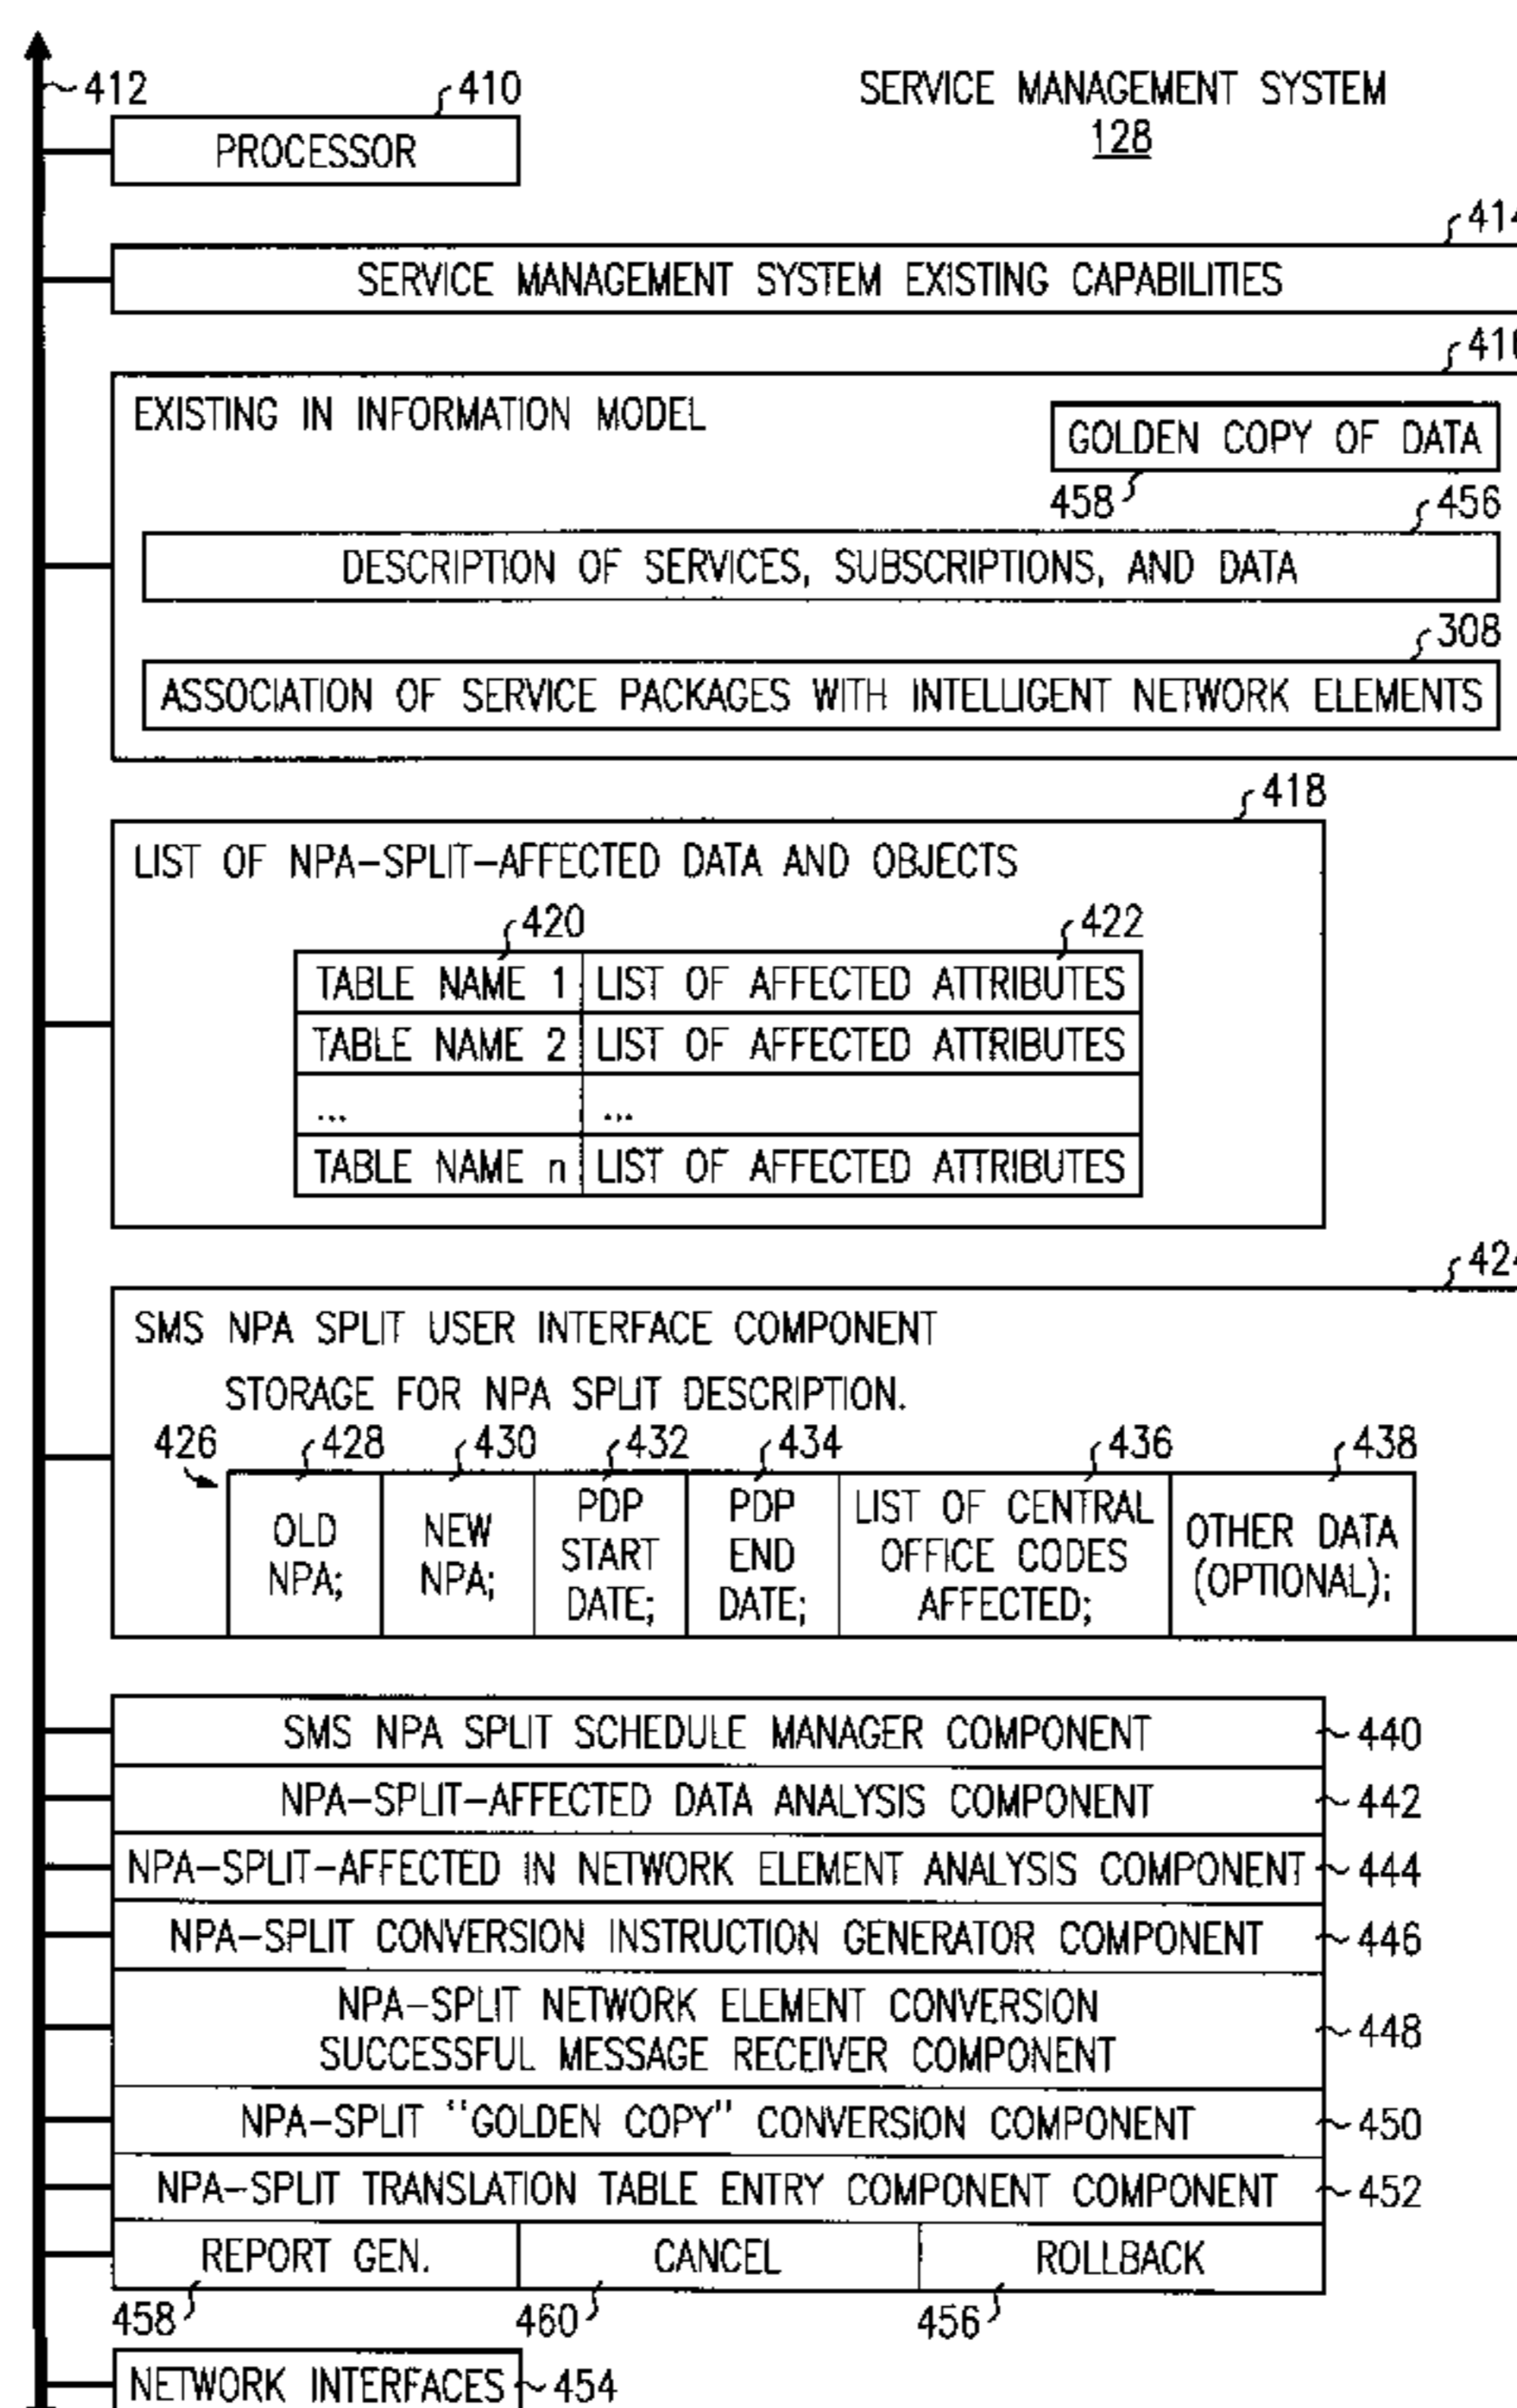 412
410
SERVICE MANAGEMENT SYSTEM
128
PROCESSOR
414
SERVICE MANAGEMENT SYSTEM EXISTING CAPABILITIES
EXISTING IN INFORMATION MODEL
GOLDEN COPY OF DATA
458
456
DESCRIPTION OF SERVICES, SUBSCRIPTIONS, AND DATA
308
ASSOCIATION OF SERVICE PACKAGES WITH INTELLIGENT NETWORK ELEMENTS
418
LIST OF NPA-SPLIT-AFFECTED DATA AND OBJECTS
420
422
TABLE NAME 1 LIST OF AFFECTED ATTRIBUTES
TABLE NAME 2 LIST OF AFFECTED ATTRIBUTES
... ...
TABLE NAME n LIST OF AFFECTED ATTRIBUTES
424
SMS NPA SPLIT USER INTERFACE COMPONENT
STORAGE FOR NPA SPLIT DESCRIPTION.
426
428
430
432
434
436
438
OLD
NPA;
NEW
NPA;
PDP
START
DATE;
PDP
END
DATE;
LIST OF CENTRAL
OFFICE CODES
AFFECTED;
OTHER DATA
(OPTIONAL);
SMS NPA SPLIT SCHEDULE MANAGER COMPONENT
440
NPA-SPLIT-AFFECTED DATA ANALYSIS COMPONENT
442
NPA-SPLIT-AFFECTED IN NETWORK ELEMENT ANALYSIS COMPONENT
444
NPA-SPLIT CONVERSION INSTRUCTION GENERATOR COMPONENT
446
NPA-SPLIT NETWORK ELEMENT CONVERSION
SUCCESSFUL MESSAGE RECEIVER COMPONENT
448
NPA-SPLIT "GOLDEN COPY" CONVERSION COMPONENT
450
NPA-SPLIT TRANSLATION TABLE ENTRY COMPONENT COMPONENT
452
REPORT GEN.
CANCEL
ROLLBACK
458
460
456
NETWORK INTERFACES
454